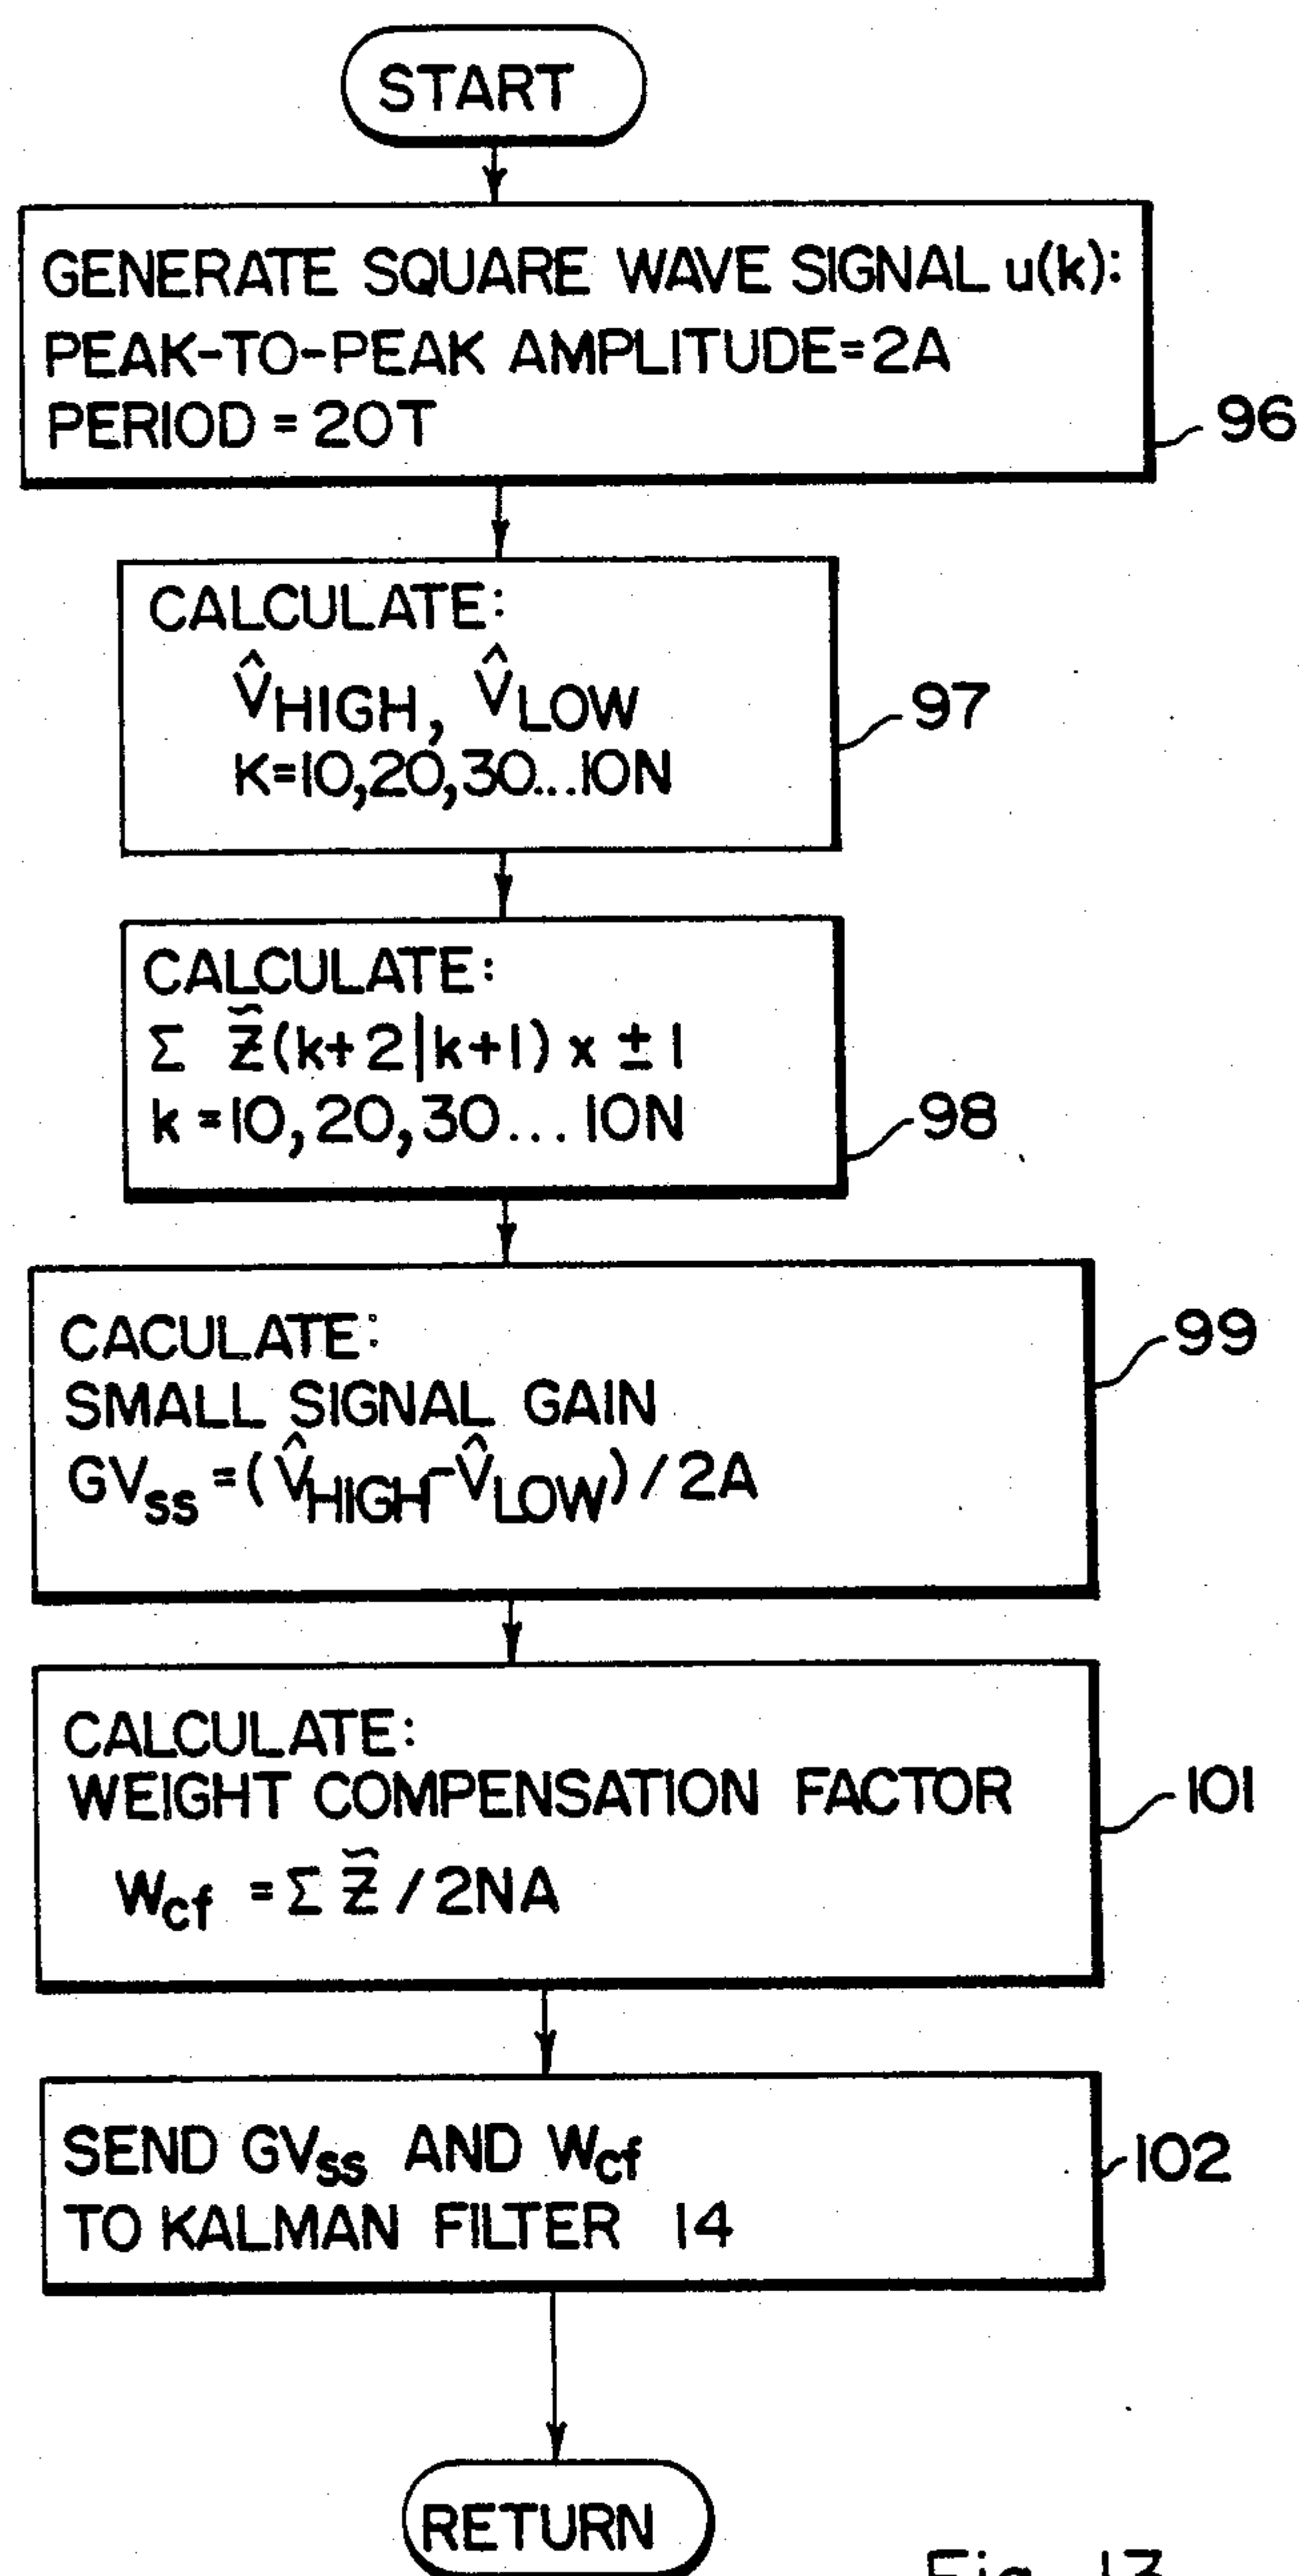 START
GENERATE SQUARE WAVE SIGNAL u(k):
PEAK-TO-PEAK AMPLITUDE=2A
PERIOD = 20T
96
CALCULATE:
V̂HIGH, V̂LOW
K=10,20,30...10N
97
CALCULATE:
Σ Z̃(k+2|k+1) x ± 1
k =10,20,30... 10N
98
CACULATE:
SMALL SIGNAL GAIN
GVss =(V̂HIGH-V̂LOW)/2A
99
CALCULATE:
WEIGHT COMPENSATION FACTOR
Wcf = Σ Z̃ /2NA
101
SEND GVss AND Wcf
TO KALMAN FILTER 14
102
RETURN
Fig. 13